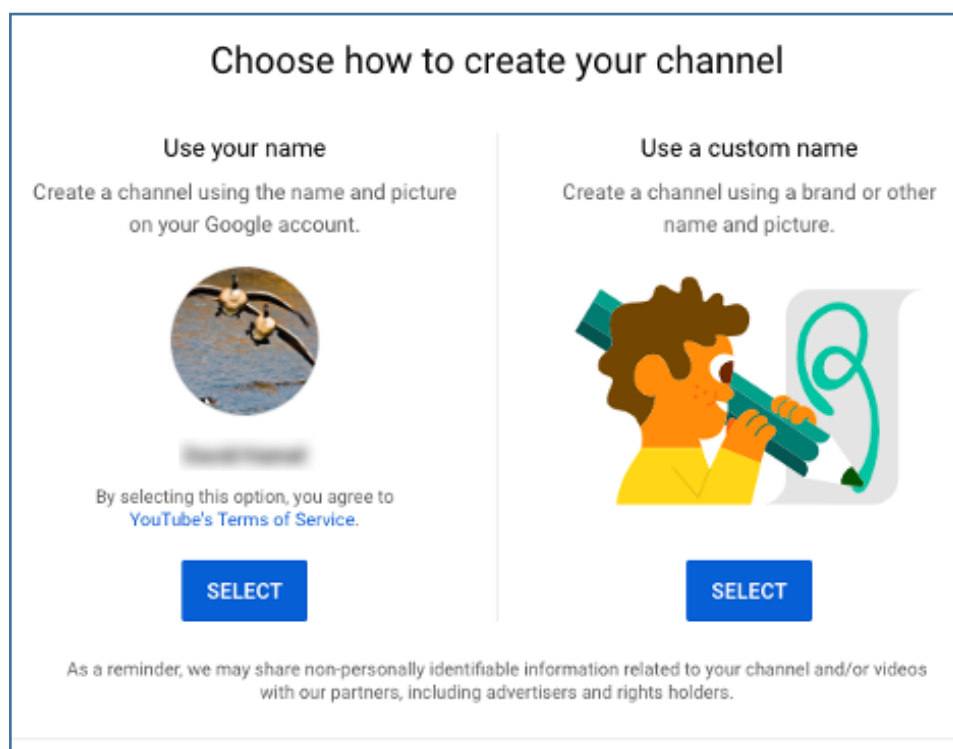 Choose how to create your channel
Use your name
Create a channel using the name and picture
on your Google account.
By selecting this option, you agree to
YouTube's Terms of Service.
SELECT
Use a custom name
Create a channel using a brand or other
name and picture.
SELECT
As a reminder, we may share non-personally identifiable information related to your channel and/or videos
with our partners, including advertisers and rights holders.